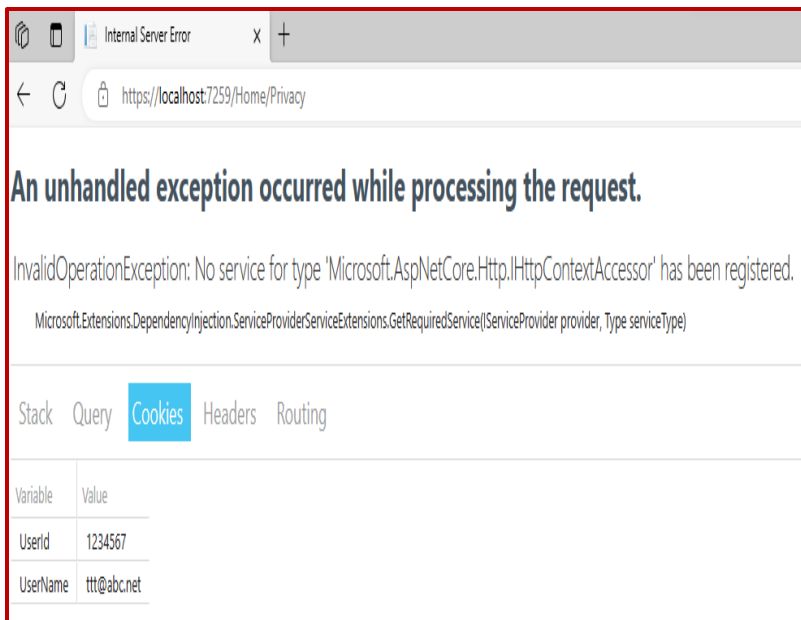 Internal Server Error
https://localhost:7259/Home/Privacy
An unhandled exception occurred while processing the request.
InvalidOperationException: No service for type 'Microsoft.AspNetCore.Http.IHttpContextAccessor' has been registered.
Microsoft.Extensions.DependencyInjection.ServiceProviderServiceExtensions.GetRequiredService(IServiceProvider provider, Type serviceType)
Stack Query Cookies Headers Routing
Variable Value
UserId 1234567
UserName ttt@abc.net